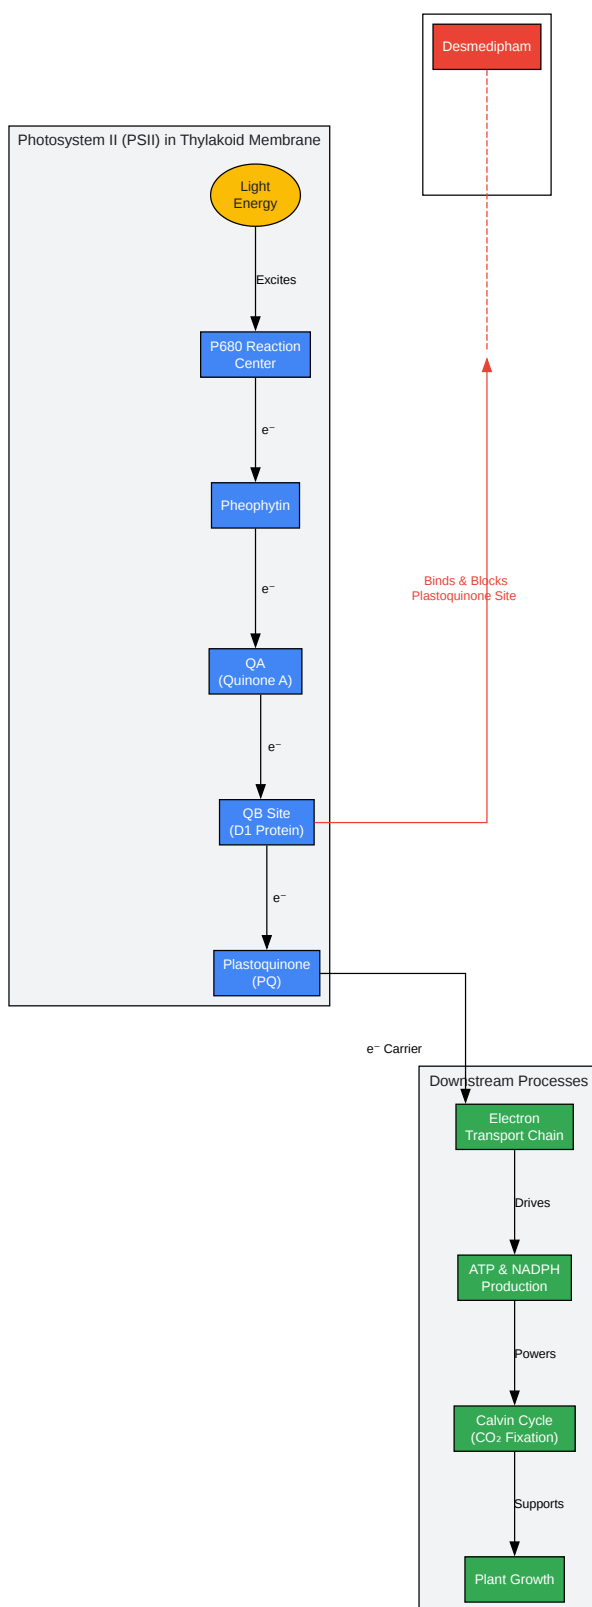 Desmedipham
Photosystem II (PSII) in Thylakoid Membrane
Light
Energy
Excites
P680 Reaction
Center
e⁻
Pheophytin
e⁻
Binds & Blocks
Plastoquinone Site
QA
(Quinone A)
e⁻
QB Site
(D1 Protein)
e⁻
Plastoquinone
(PQ)
e⁻ Carrier
Downstream Processes
Electron
Transport Chain
Drives
ATP & NADPH
Production
Powers
Calvin Cycle
(CO₂ Fixation)
Supports
Plant Growth